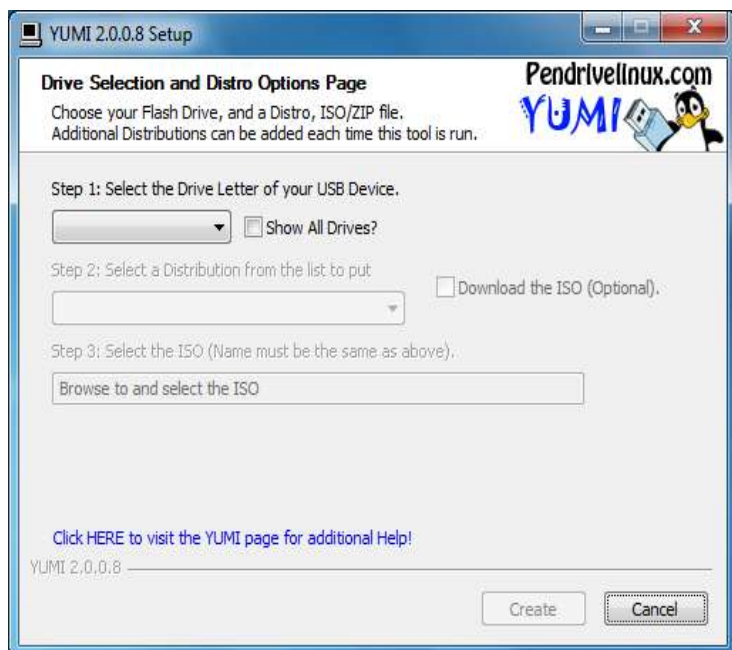 YUMI 2.0.0.8 Setup
Drive Selection and Distro Options Page
Choose your Flash Drive, and a Distro, ISO/ZIP file.
Additional Distributions can be added each time this tool is run.
Pendrivelinux.com
YUMI
Step 1: Select the Drive Letter of your USB Device.
Show All Drives?
Step 2: Select a Distribution from the list to put
Download the ISO (Optional).
Step 3: Select the ISO (Name must be the same as above).
Browse to and select the ISO
Click HERE to visit the YUMI page for additional Help!
YUMI 2.0.0.8
Create
Cancel